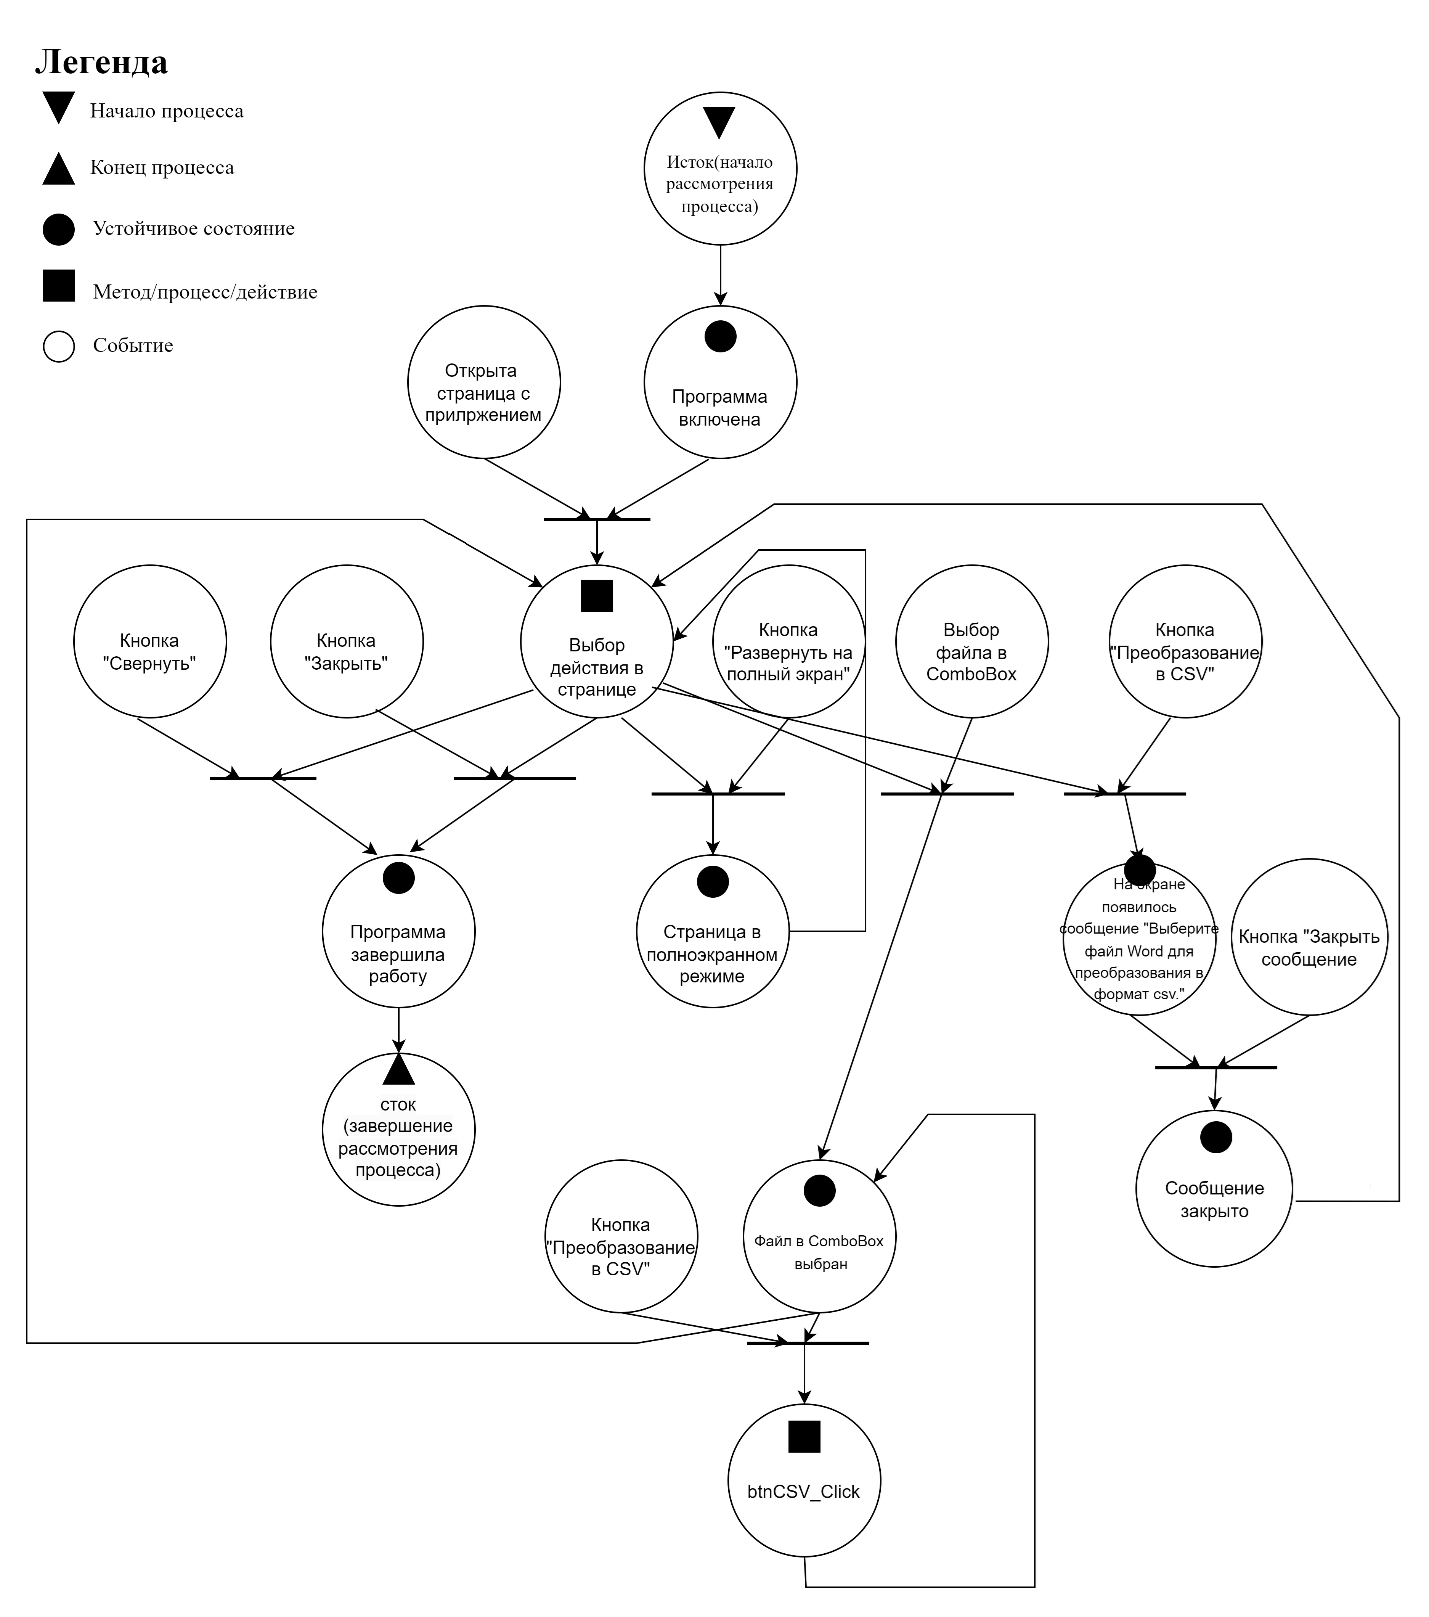 Легенда
Начало процесса
Конец процесса
Устойчивое состояние
Метод/процесс/действие
Событие
Исток(начало
рассмотрения
процесса)
Открыта
страница с
прилржением
Программа
включена
Кнопка
"Свернуть"
Кнопка
"Закрыть"
Выбор
действия в
странице
Кнопка
"Развернуть на
полный экран"
Выбор
файла в
ComboBox
Кнопка
"Преобразование
в CSV"
Программа
завершила
работу
Страница в
полноэкранном
режиме
На экране
появилось
сообщение "Выберите
файл Word для
преобразования в
формат csv."
Кнопка "Закрыть
сообщение
сток
(завершение
рассмотрения
процесса)
Кнопка
"Преобразование
в CSV"
Файл в ComboBox
выбран
Сообщение
закрыто
btnCSV_Click